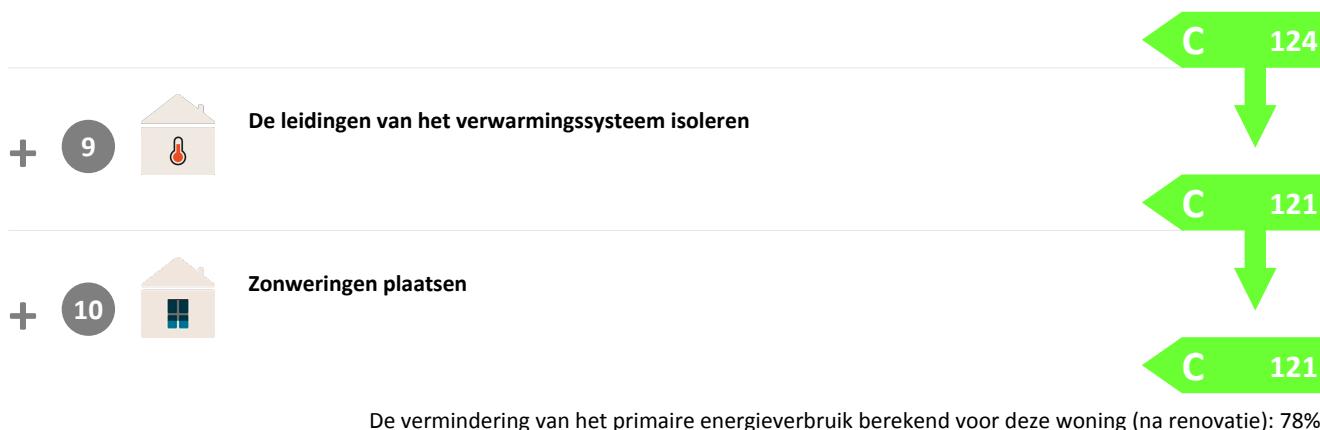 C 124
+ 9 De leidingen van het verwarmingssysteem isoleren
C 121
+ 10 Zonweringen plaatsen
C 121
De vermindering van het primaire energieverbruik berekend voor deze woning (na renovatie): 78%